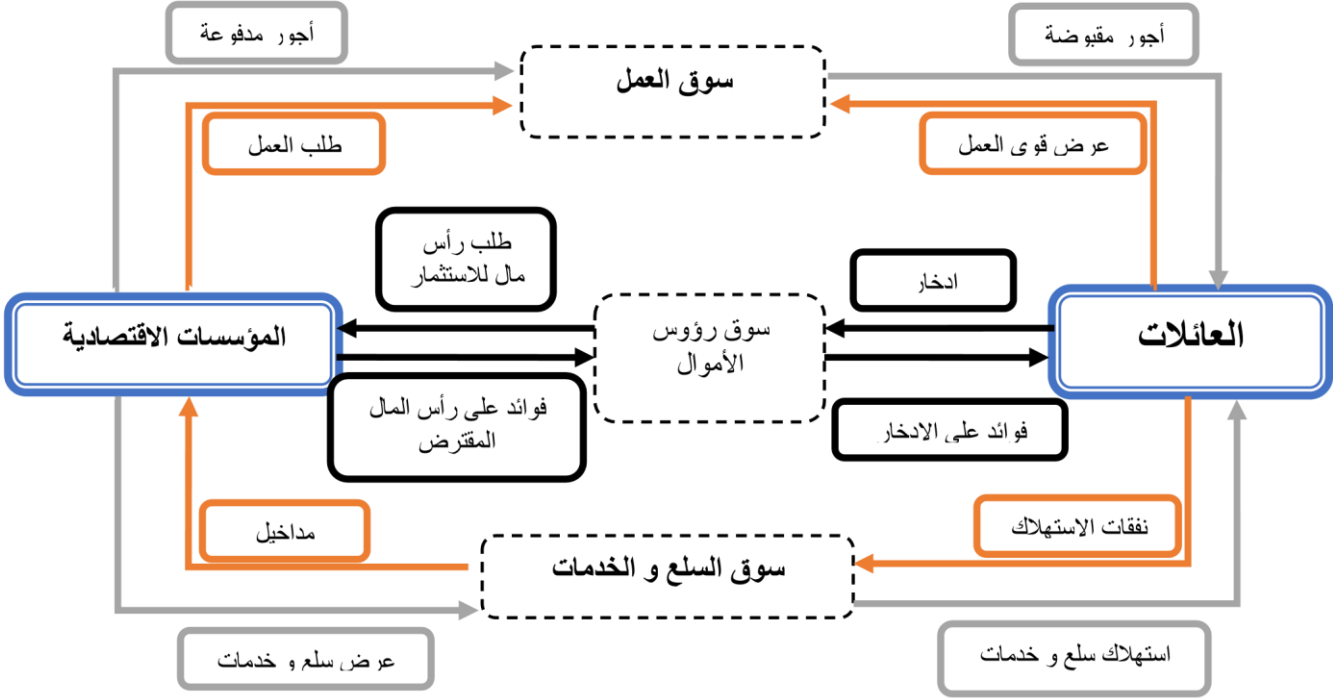 أجور مقبوضة
أجور مدفوعة
سوق العمل
عرض قوى العمل
طلب العمل
طلب رأس
مال للاستثمار
ادخار
العائلات
سوق رؤوس
الأموال
المؤسسات الاقتصادية
فوائد على الادخار
فوائد على رأس المال
المقترض
نفقات الاستهلاك
مداخيل
سوق السلع و الخدمات
استهلاك سلع و خدمات
عرض سلع و خدمات